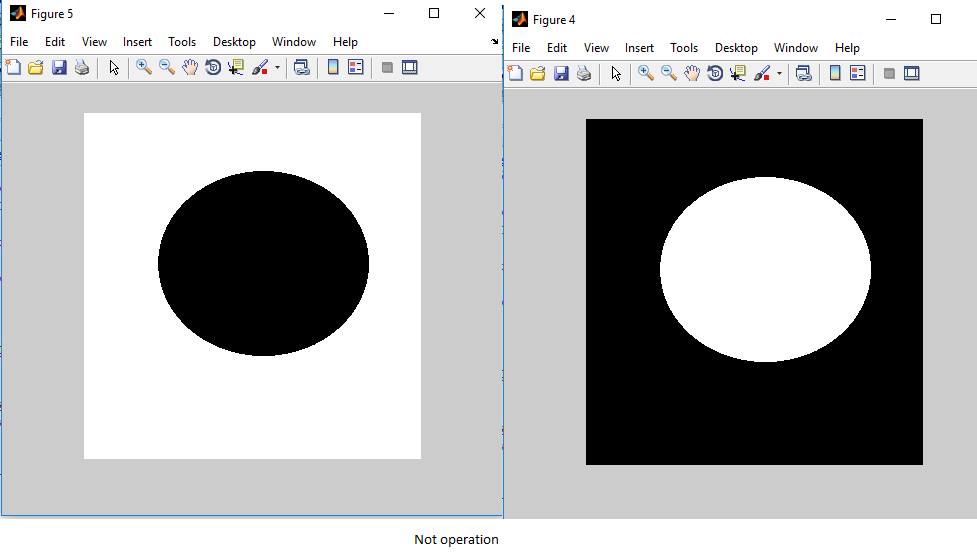 Figure 5
File Edit View Insert Tools Desktop Window Help
Figure 4
File Edit View Insert Tools Desktop Window Help
Not operation